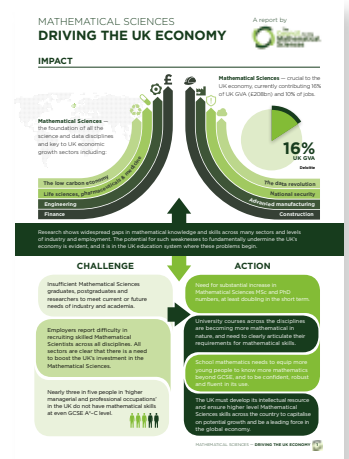 MATHEMATICAL SCIENCES
DRIVING THE UK ECONOMY
A report by
Mathematical
Sciences
IMPACT
£
Mathematical Sciences —
the foundation of all the
science and data disciplines
and key to UK economic
growth sectors including:
The low carbon economy
Life sciences, pharmaceuticals & medicine
Engineering
Finance
Mathematical Sciences — crucial to the
UK economy, currently contributing 16%
of UK GVA (£208bn) and 10% of jobs.
16%
UK GVA
Deloitte
The data revolution
National security
Advanced manufacturing
Construction
Research shows widespread gaps in mathematical knowledge and skills across many sectors and levels
of industry and employment. The potential for such weaknesses to fundamentally undermine the UK's
economy is evident, and it is in the UK education system where these problems begin.
CHALLENGE
Insufficient Mathematical Sciences
graduates, postgraduates and
researchers to meet current or future
needs of industry and academia.
Employers report difficulty in
recruiting skilled Mathematical
Scientists across all disciplines. All
sectors are clear that there is a need
to boost the UK's investment in the
Mathematical Sciences.
Nearly three in five people in 'higher
managerial and professional occupations'
in the UK do not have mathematical skills
at even GCSE A*–C level.
ACTION
Need for substantial increase in
Mathematical Sciences MSc and PhD
numbers, at least doubling in the short term.
University courses across the disciplines
are becoming more mathematical in
nature, and need to clearly articulate their
requirements for mathematical skills.
School mathematics needs to equip more
young people to know more mathematics
beyond GCSE, and to be confident, robust
and fluent in its use.
The UK must develop its intellectual resource
and ensure higher level Mathematical
Sciences skills across the country to capitalise
on potential growth and be a leading force in
the global economy.
MATHEMATICAL SCIENCES — DRIVING THE UK ECONOMY